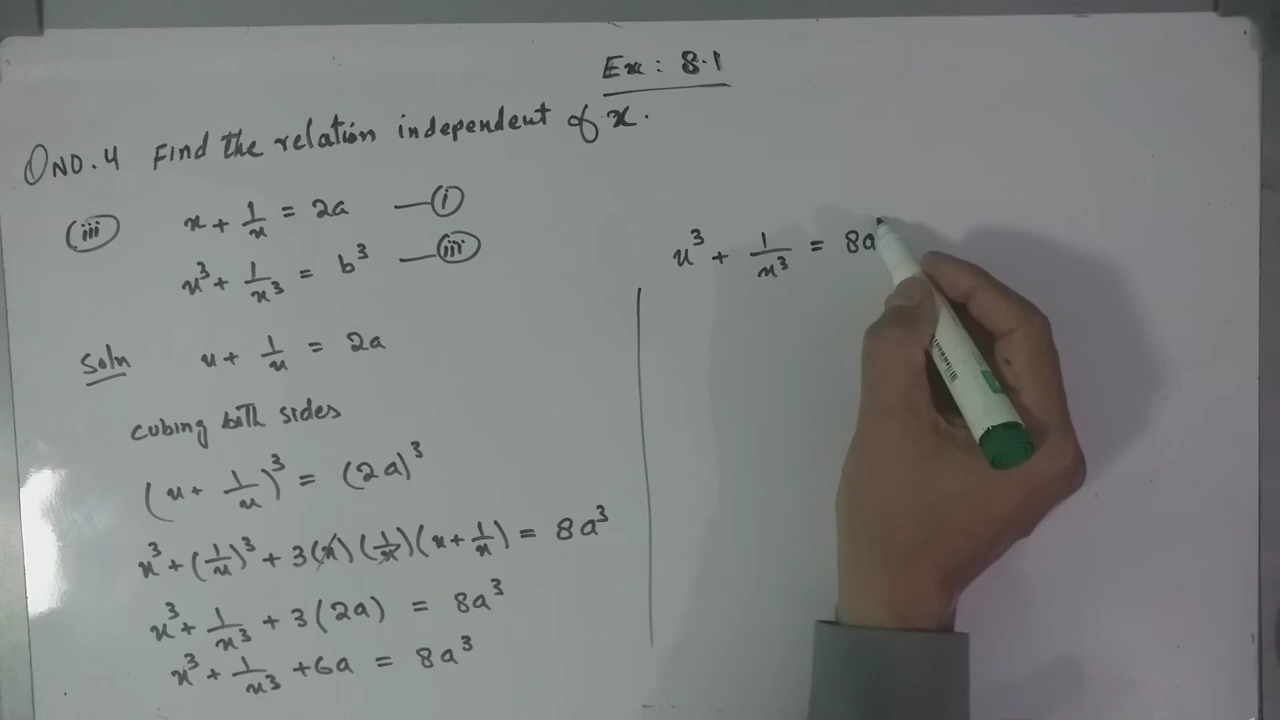 Ex: 8.1
QNO.4 Find the relation independent of x.
(iii) x + 1/x = 2a —(i)
x³ + 1/x³ = b³ —(iii)
Soln x + 1/x = 2a
cubing both sides
(x + 1/x)³ = (2a)³
x³ + (1/x)³ + 3(x)(1/x)(x + 1/x) = 8a³
x³ + 1/x³ + 3(2a) = 8a³
x³ + 1/x³ + 6a = 8a³
x³ + 1/x³ = 8a